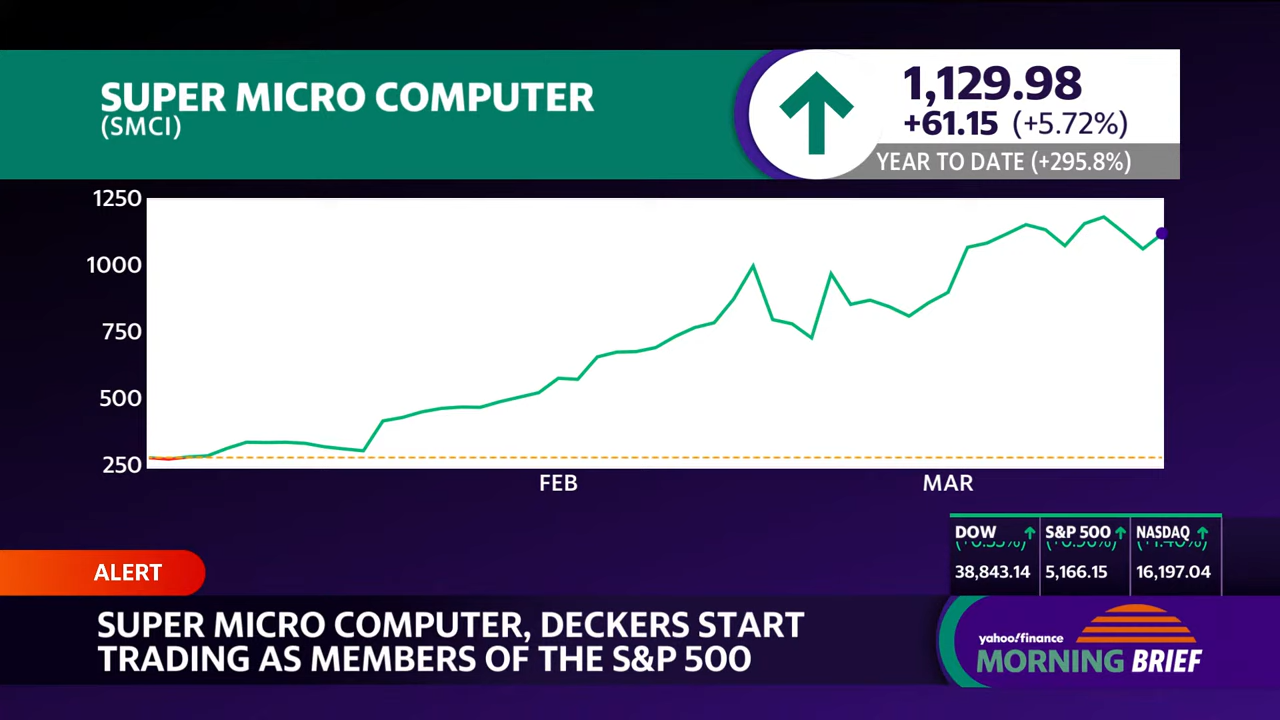 SUPER MICRO COMPUTER
(SMCI)
1,129.98
+61.15 (+5.72%)
YEAR TO DATE (+295.8%)
1250
1000
750
500
250
FEB
MAR
DOW
S&P 500
NASDAQ
38,843.14
5,166.15
16,197.04
ALERT
SUPER MICRO COMPUTER, DECKERS START
TRADING AS MEMBERS OF THE S&P 500
yahoo!finance
MORNING BRIEF